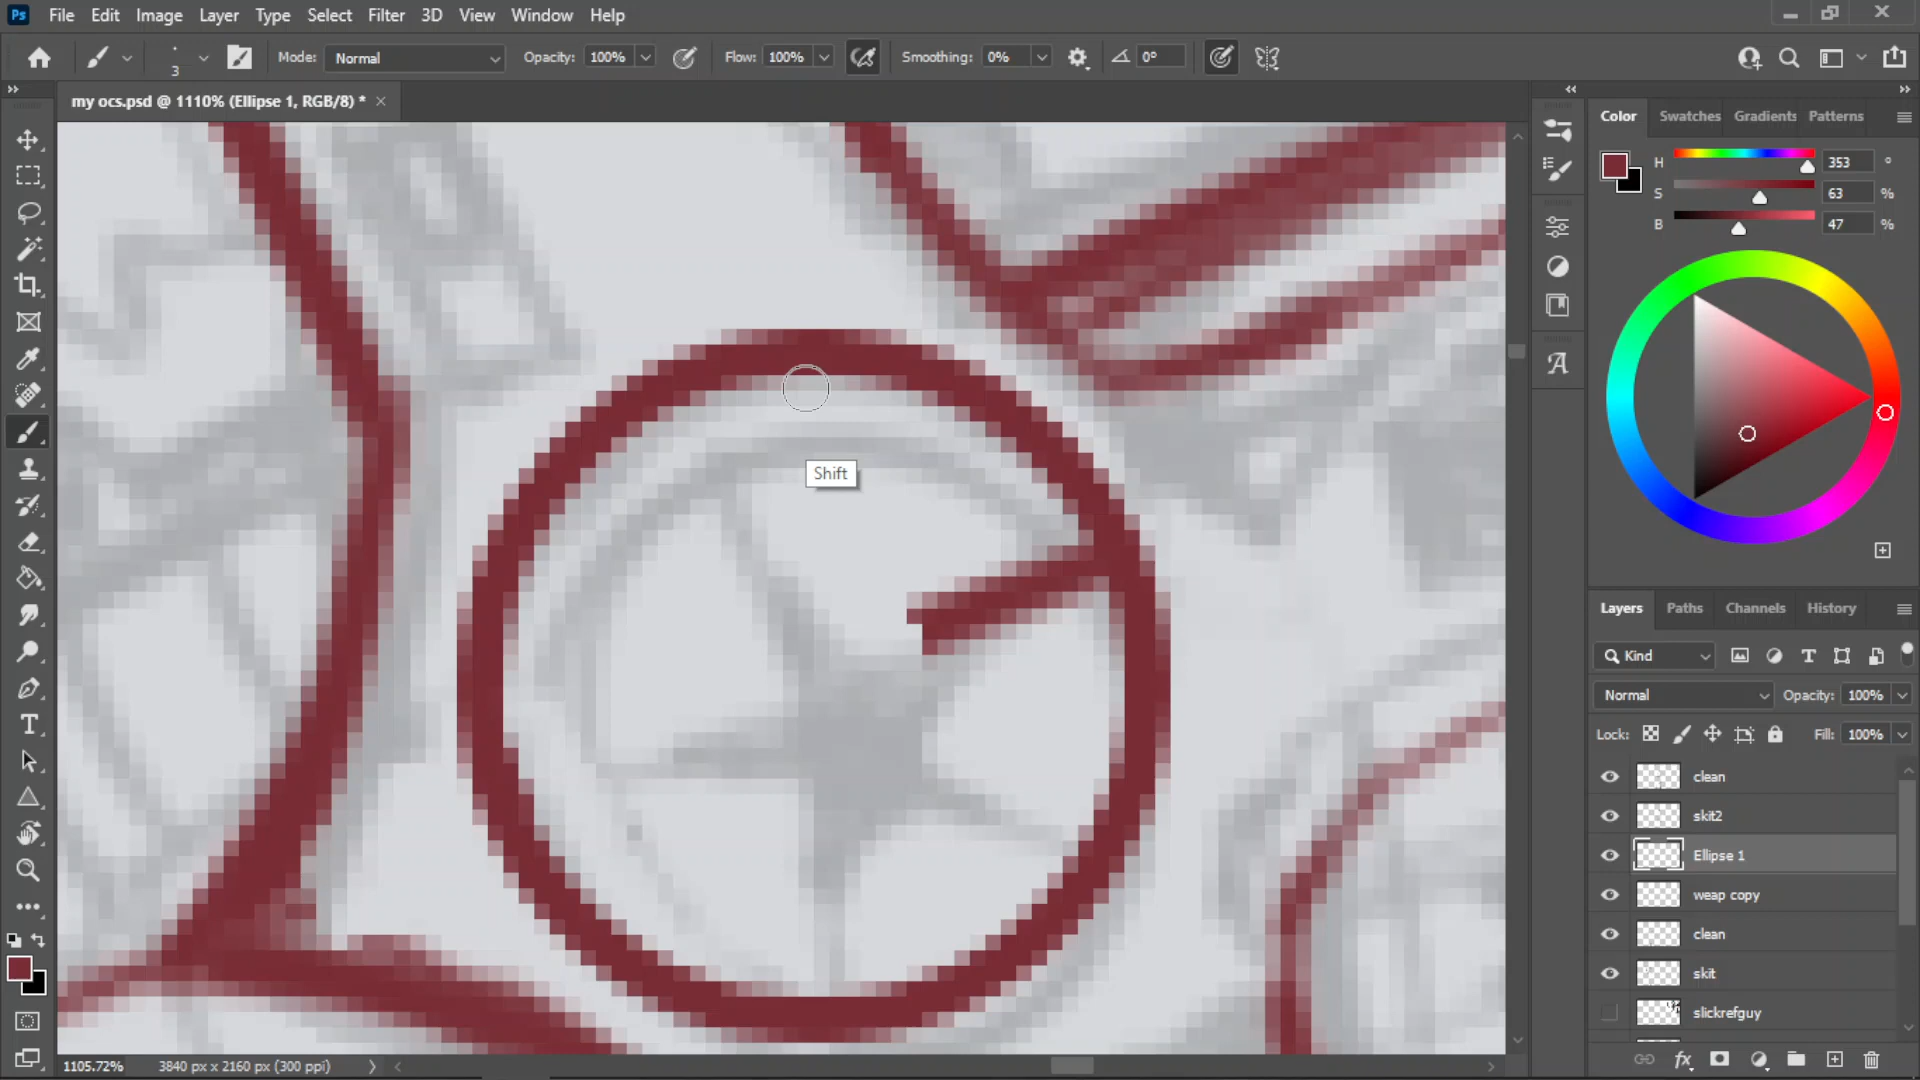 Ps File Edit Image Layer Type Select Filter 3D View Window Help
3 Mode: Normal Opacity: 100% Flow: 100% Smoothing: 0% 0°
my ocs.psd @ 1110% (Ellipse 1, RGB/8) *
Color Swatches Gradients Patterns
H 353 °
S 63 %
B 47 %
Shift
Layers Paths Channels History
Kind
Normal Opacity: 100%
Lock: Fill: 100%
clean
skit2
Ellipse 1
weap copy
clean
skit
slickrefguy
1105.72% 3840 px x 2160 px (300 ppi)